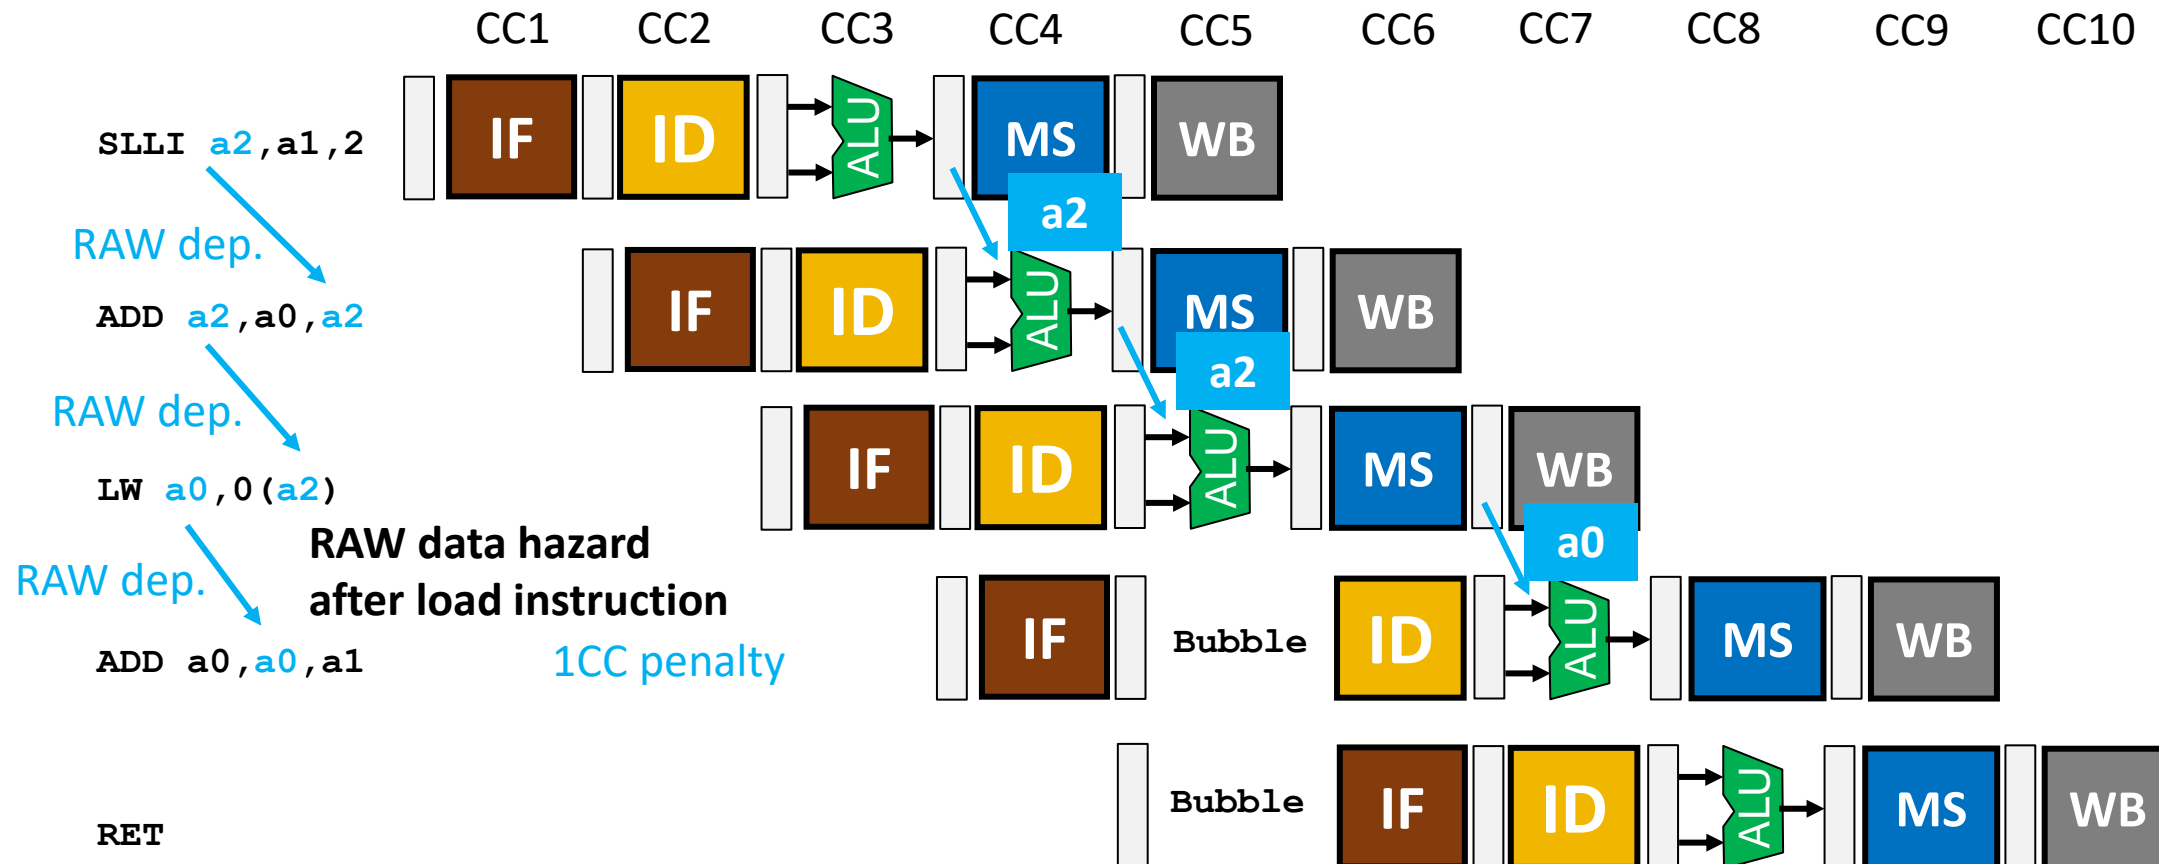 CC1 CC2 CC3 CC4 CC5 CC6 CC7 CC8 CC9 CC10
SLLI a2,a1,2
IF ID ALU MS WB
a2
RAW dep.
ADD a2,a0,a2
IF ID ALU MS WB
a2
RAW dep.
LW a0,0(a2)
IF ID ALU MS WB
a0
RAW data hazard
after load instruction
RAW dep.
1CC penalty
ADD a0,a0,a1
IF Bubble ID ALU MS WB
RET
Bubble IF ID ALU MS WB